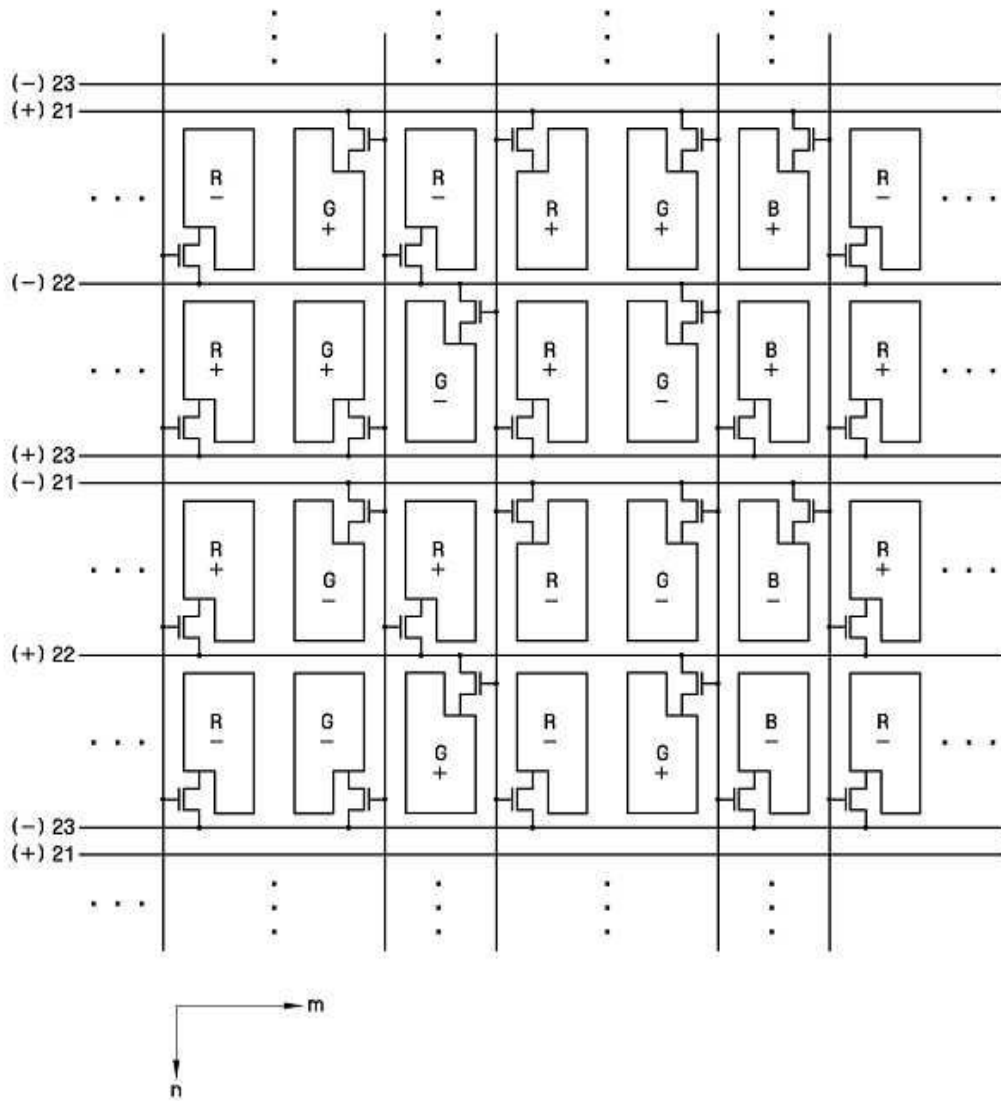 (−) 23
(+) 21
R − G + R − R + G + B + R −
(−) 22
R + G + G − R + G − B + R +
(+) 23
(−) 21
R + G − R + R − G − B − R +
(+) 22
R − G − G + R − G + B − R −
(−) 23
(+) 21
m
n